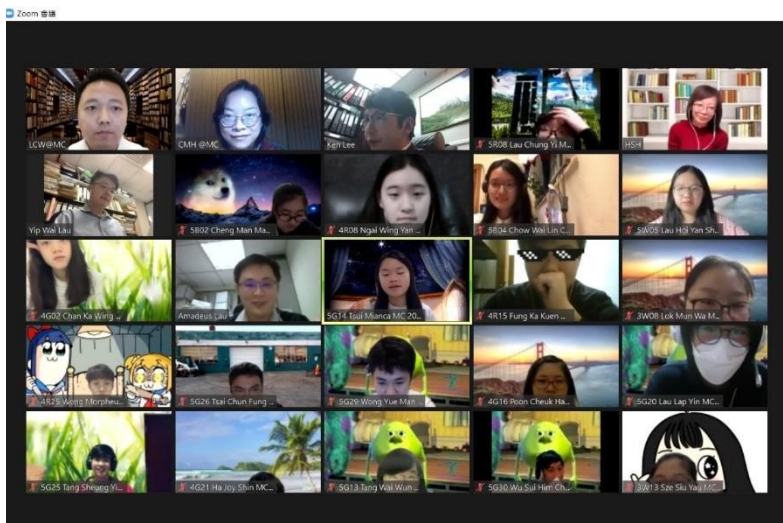 Zoom 會議
LCW@MC
CMH @MC
Ken Lee
5R08 Lau Chung Yi M...
HSH
Yip Wai Lau
5B02 Cheng Man Ma...
4R08 Ngai Wing Yan ...
5B04 Chow Wai Lin C...
5W05 Lau Hoi Yan Sh...
4G02 Chan Ka Wing ...
Amadeus Lau
5G14 Tsui Mianca MC 20...
4R15 Fung Ka Kuen ...
3W08 Lok Mun Wa M...
4R25 Wong Morpheu...
5G26 Tsai Chun Fung ...
5G29 Wong Yue Man ...
4G16 Poon Cheuk Ha...
5G20 Lau Lap Yin MC...
5G25 Tang Sheung Yi...
4G21 Ha Joy Shin MC...
5G13 Tang Wai Wun ...
5G30 Wu Sui Him Ch...
3W13 Sze Siu Yau MC...